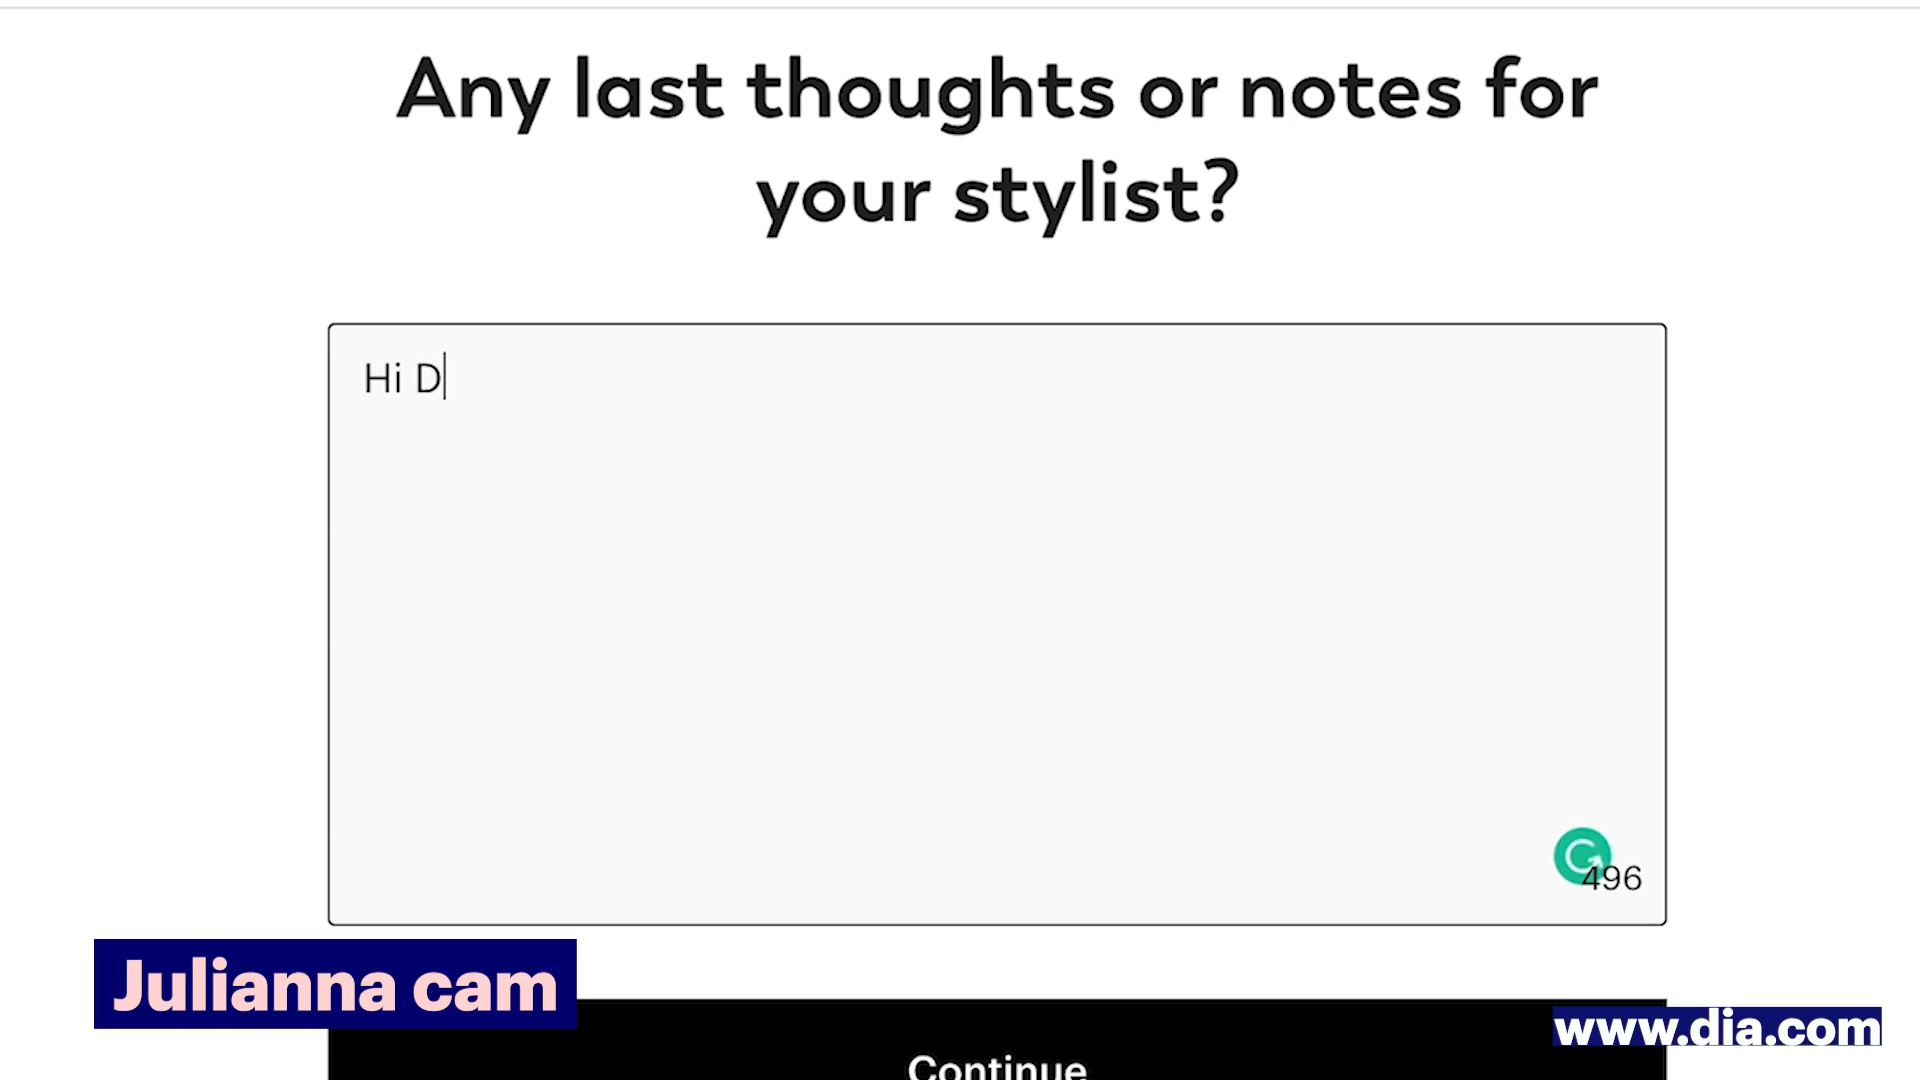 Any last thoughts or notes for
your stylist?
Hi D
496
Julianna cam
www.dia.com
Continue